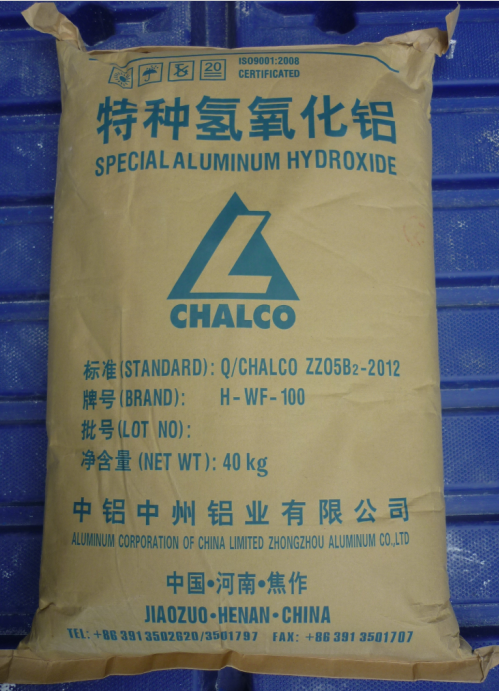 20
ISO9001:2008
CERTIFICATED
特种氢氧化铝
SPECIAL ALUMINUM HYDROXIDE
CHALCO
标准(STANDARD): Q/CHALCO ZZ05B2-2012
牌号(BRAND): H-WF-100
批号(LOT NO):
净含量(NET WT): 40 kg
中铝中州铝业有限公司
ALUMINUM CORPORATION OF CHINA LIMITED ZHONGZHOU ALUMINUM CO.,LTD
中国•河南•焦作
JIAOZUO•HENAN•CHINA
TEL: +86 391 3502620/3501797 FAX: +86 391 3501707